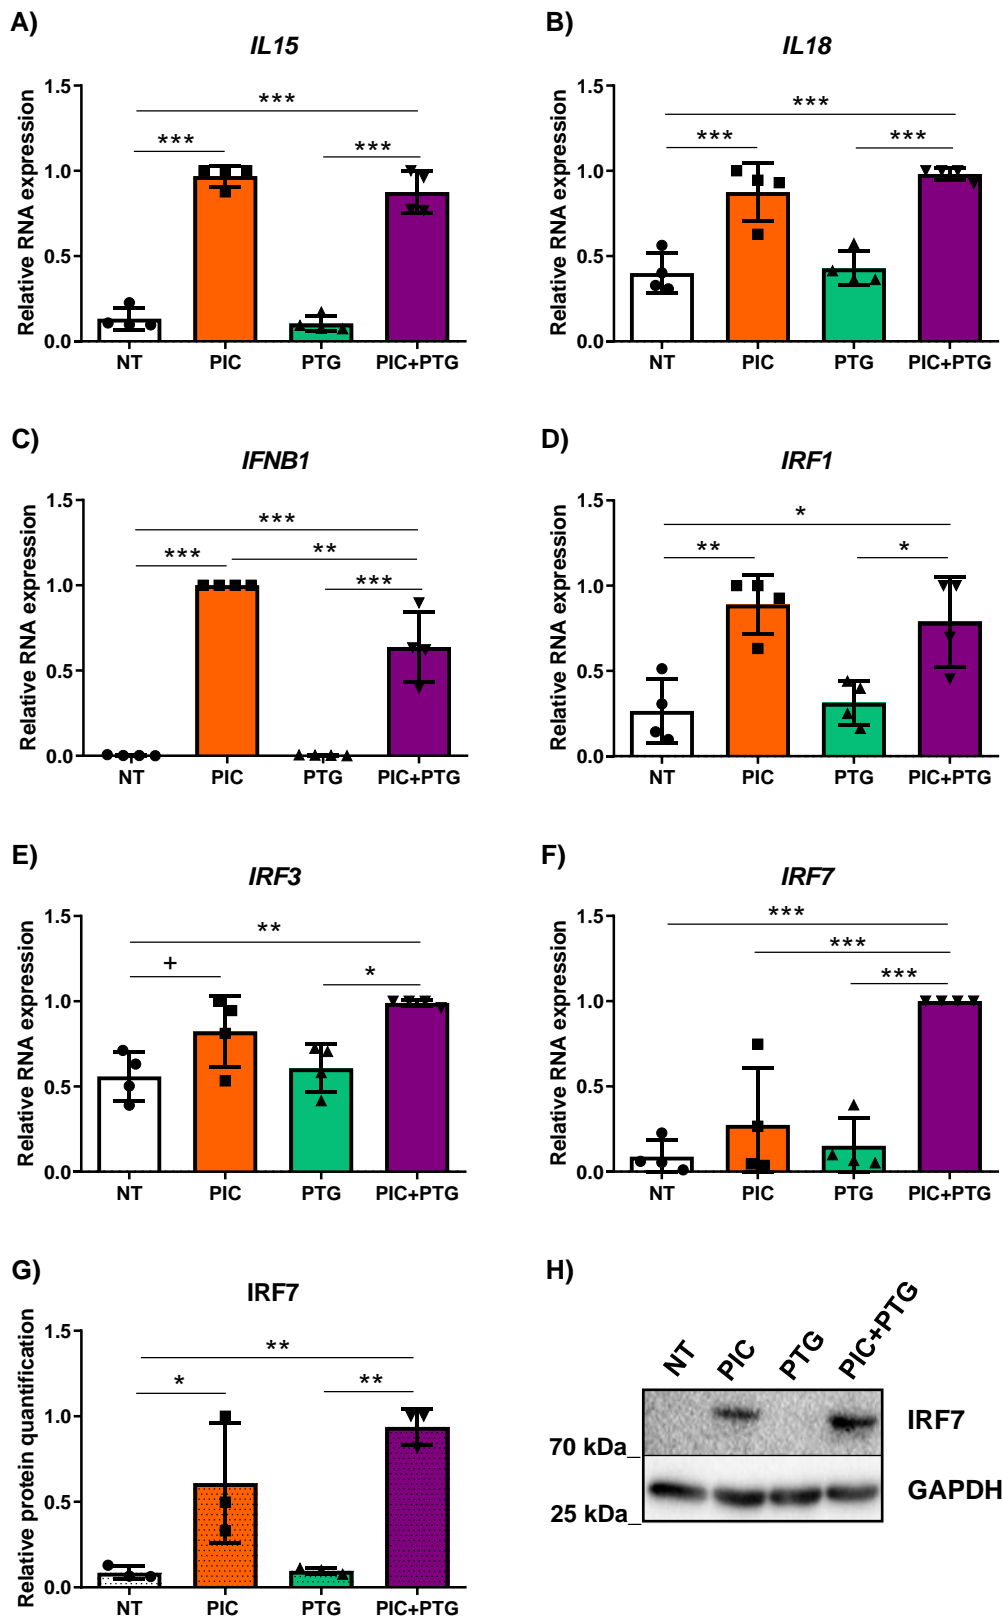 A)
IL15
Relative RNA expression
1.5
1.0
0.5
0.0
***
***
***
NT PIC PTG PIC+PTG
B)
IL18
Relative RNA expression
1.5
1.0
0.5
0.0
***
***
***
NT PIC PTG PIC+PTG
C)
IFNB1
Relative RNA expression
1.5
1.0
0.5
0.0
***
**
***
***
NT PIC PTG PIC+PTG
D)
IRF1
Relative RNA expression
1.5
1.0
0.5
0.0
*
**
*
NT PIC PTG PIC+PTG
E)
IRF3
Relative RNA expression
1.5
1.0
0.5
0.0
**
+
*
NT PIC PTG PIC+PTG
F)
IRF7
Relative RNA expression
1.5
1.0
0.5
0.0
***
***
***
NT PIC PTG PIC+PTG
G)
IRF7
Relative protein quantification
1.5
1.0
0.5
0.0
**
*
**
NT PIC PTG PIC+PTG
H)
NT PIC PTG PIC+PTG
IRF7
70 kDa_
GAPDH
25 kDa_